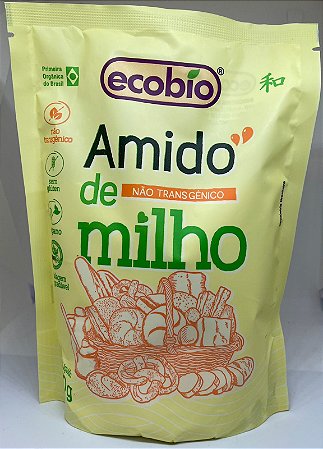 Primeira
Orgânica
do Brasil
ecobio®
和
não
transgênico
Amido
de
NÃO TRANSGÊNICO
milho
sem
glúten